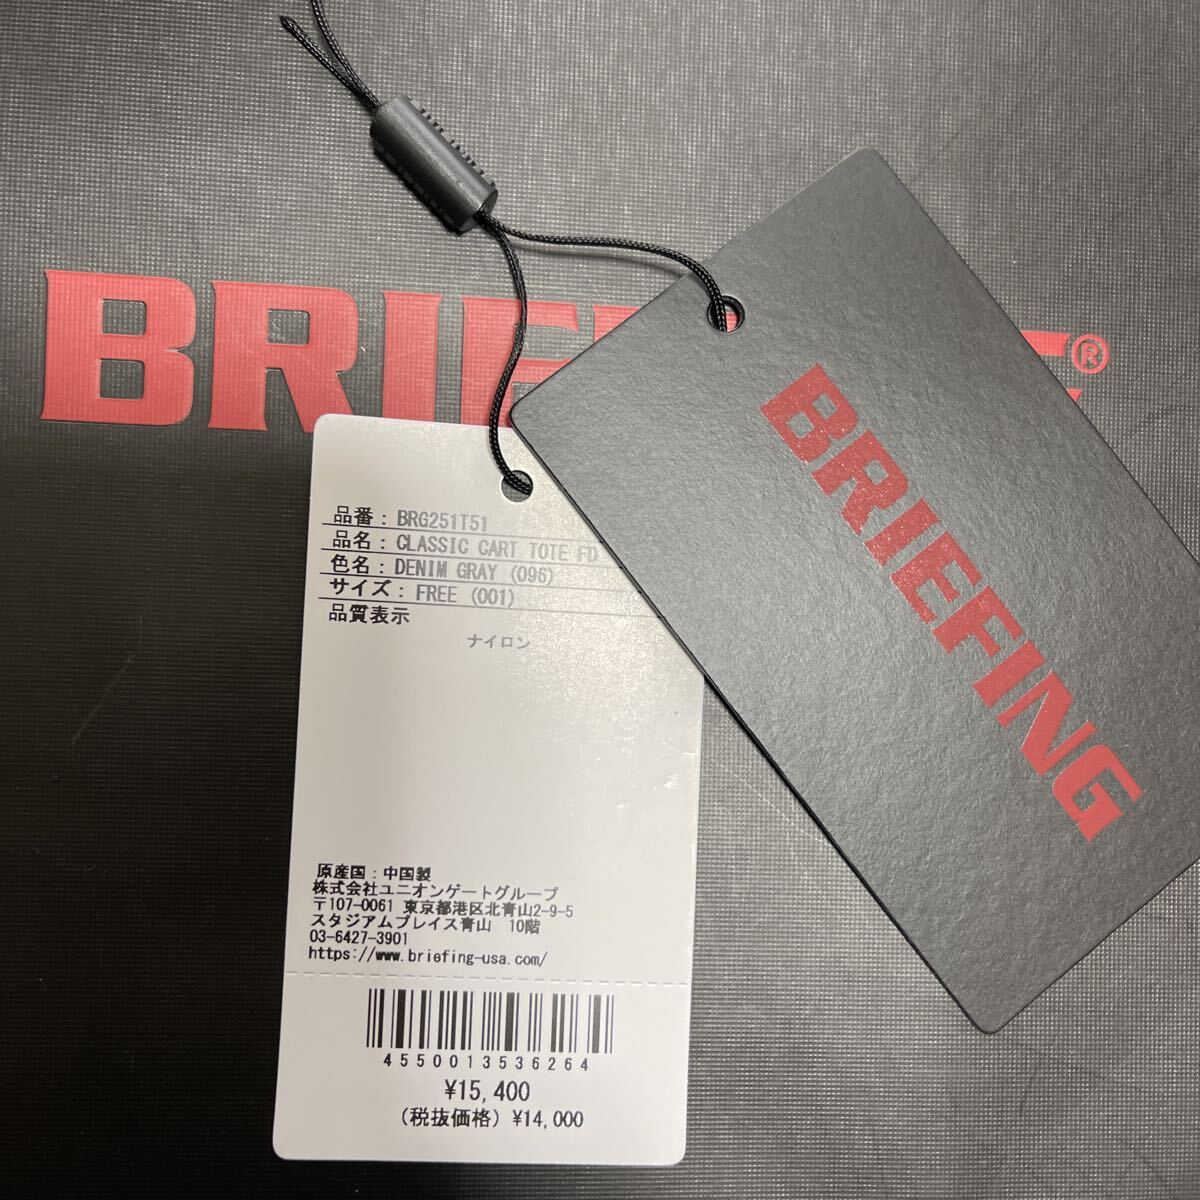 BRIEFING®
BRIEFING
品番：BRG251T51
品名：CLASSIC CART TOTE FD
色名：DENIM GRAY (096)
サイズ：FREE (001)
品質表示
ナイロン
原産国：中国製
株式会社ユニオンゲートグループ
〒107-0061 東京都港区北青山2-9-5
スタジアムプレイス青山 10階
03-6427-3901
https://www.briefing-usa.com/
4550013536264
¥15,400
(税抜価格) ¥14,000